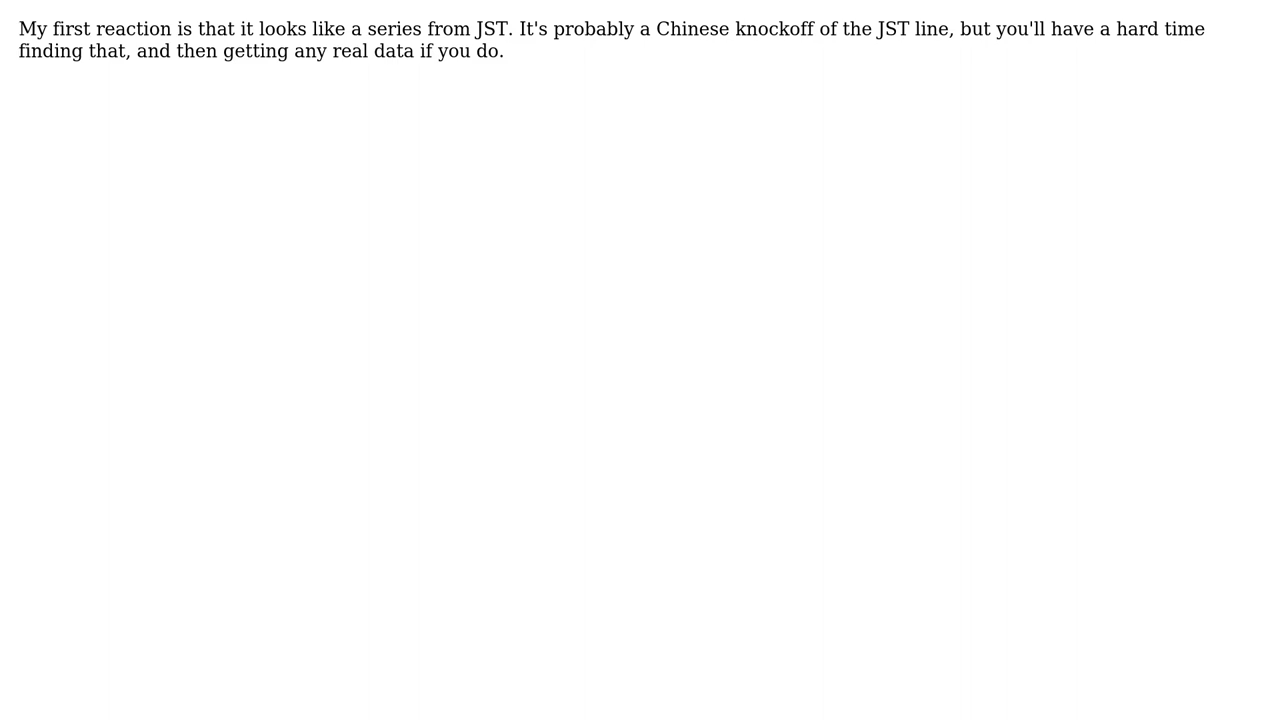 My first reaction is that it looks like a series from JST. It's probably a Chinese knockoff of the JST line, but you'll have a hard time
finding that, and then getting any real data if you do.